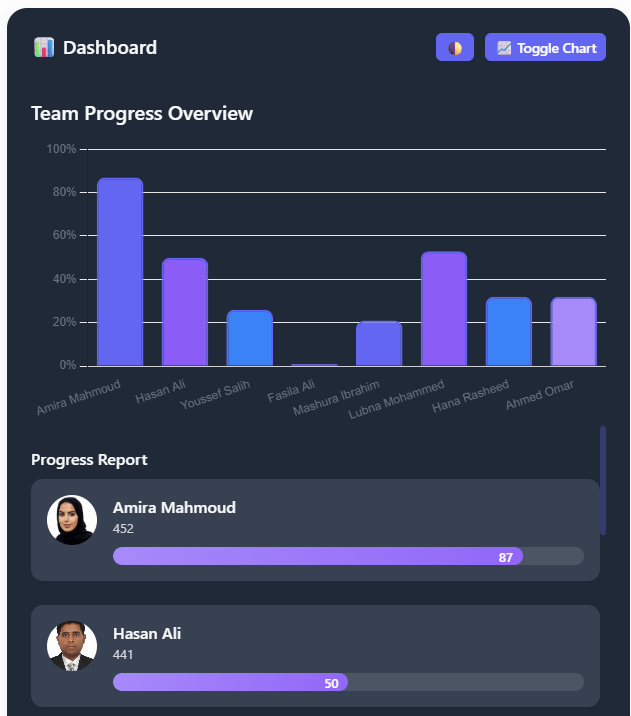 Dashboard
Toggle Chart
Team Progress Overview
100%
80%
60%
40%
20%
0%
Amira Mahmoud
Hasan Ali
Youssef Salih
Fasila Ali
Mashura Ibrahim
Lubna Mohammed
Hana Rasheed
Ahmed Omar
Progress Report
Amira Mahmoud
452
87
Hasan Ali
441
50